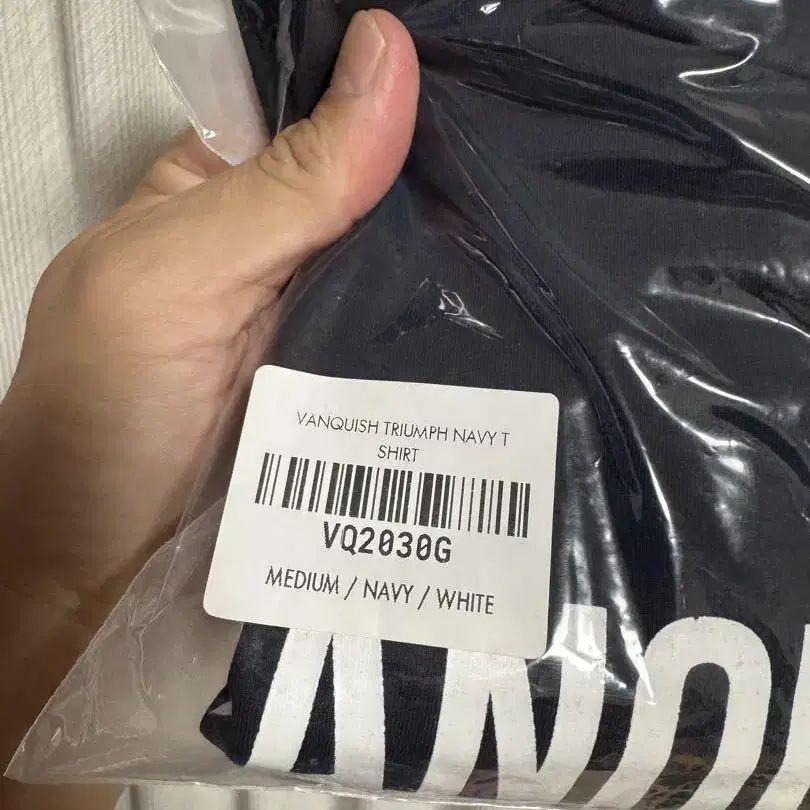 VANQUISH TRIUMPH NAVY T
SHIRT
VQ2030G
MEDIUM / NAVY / WHITE